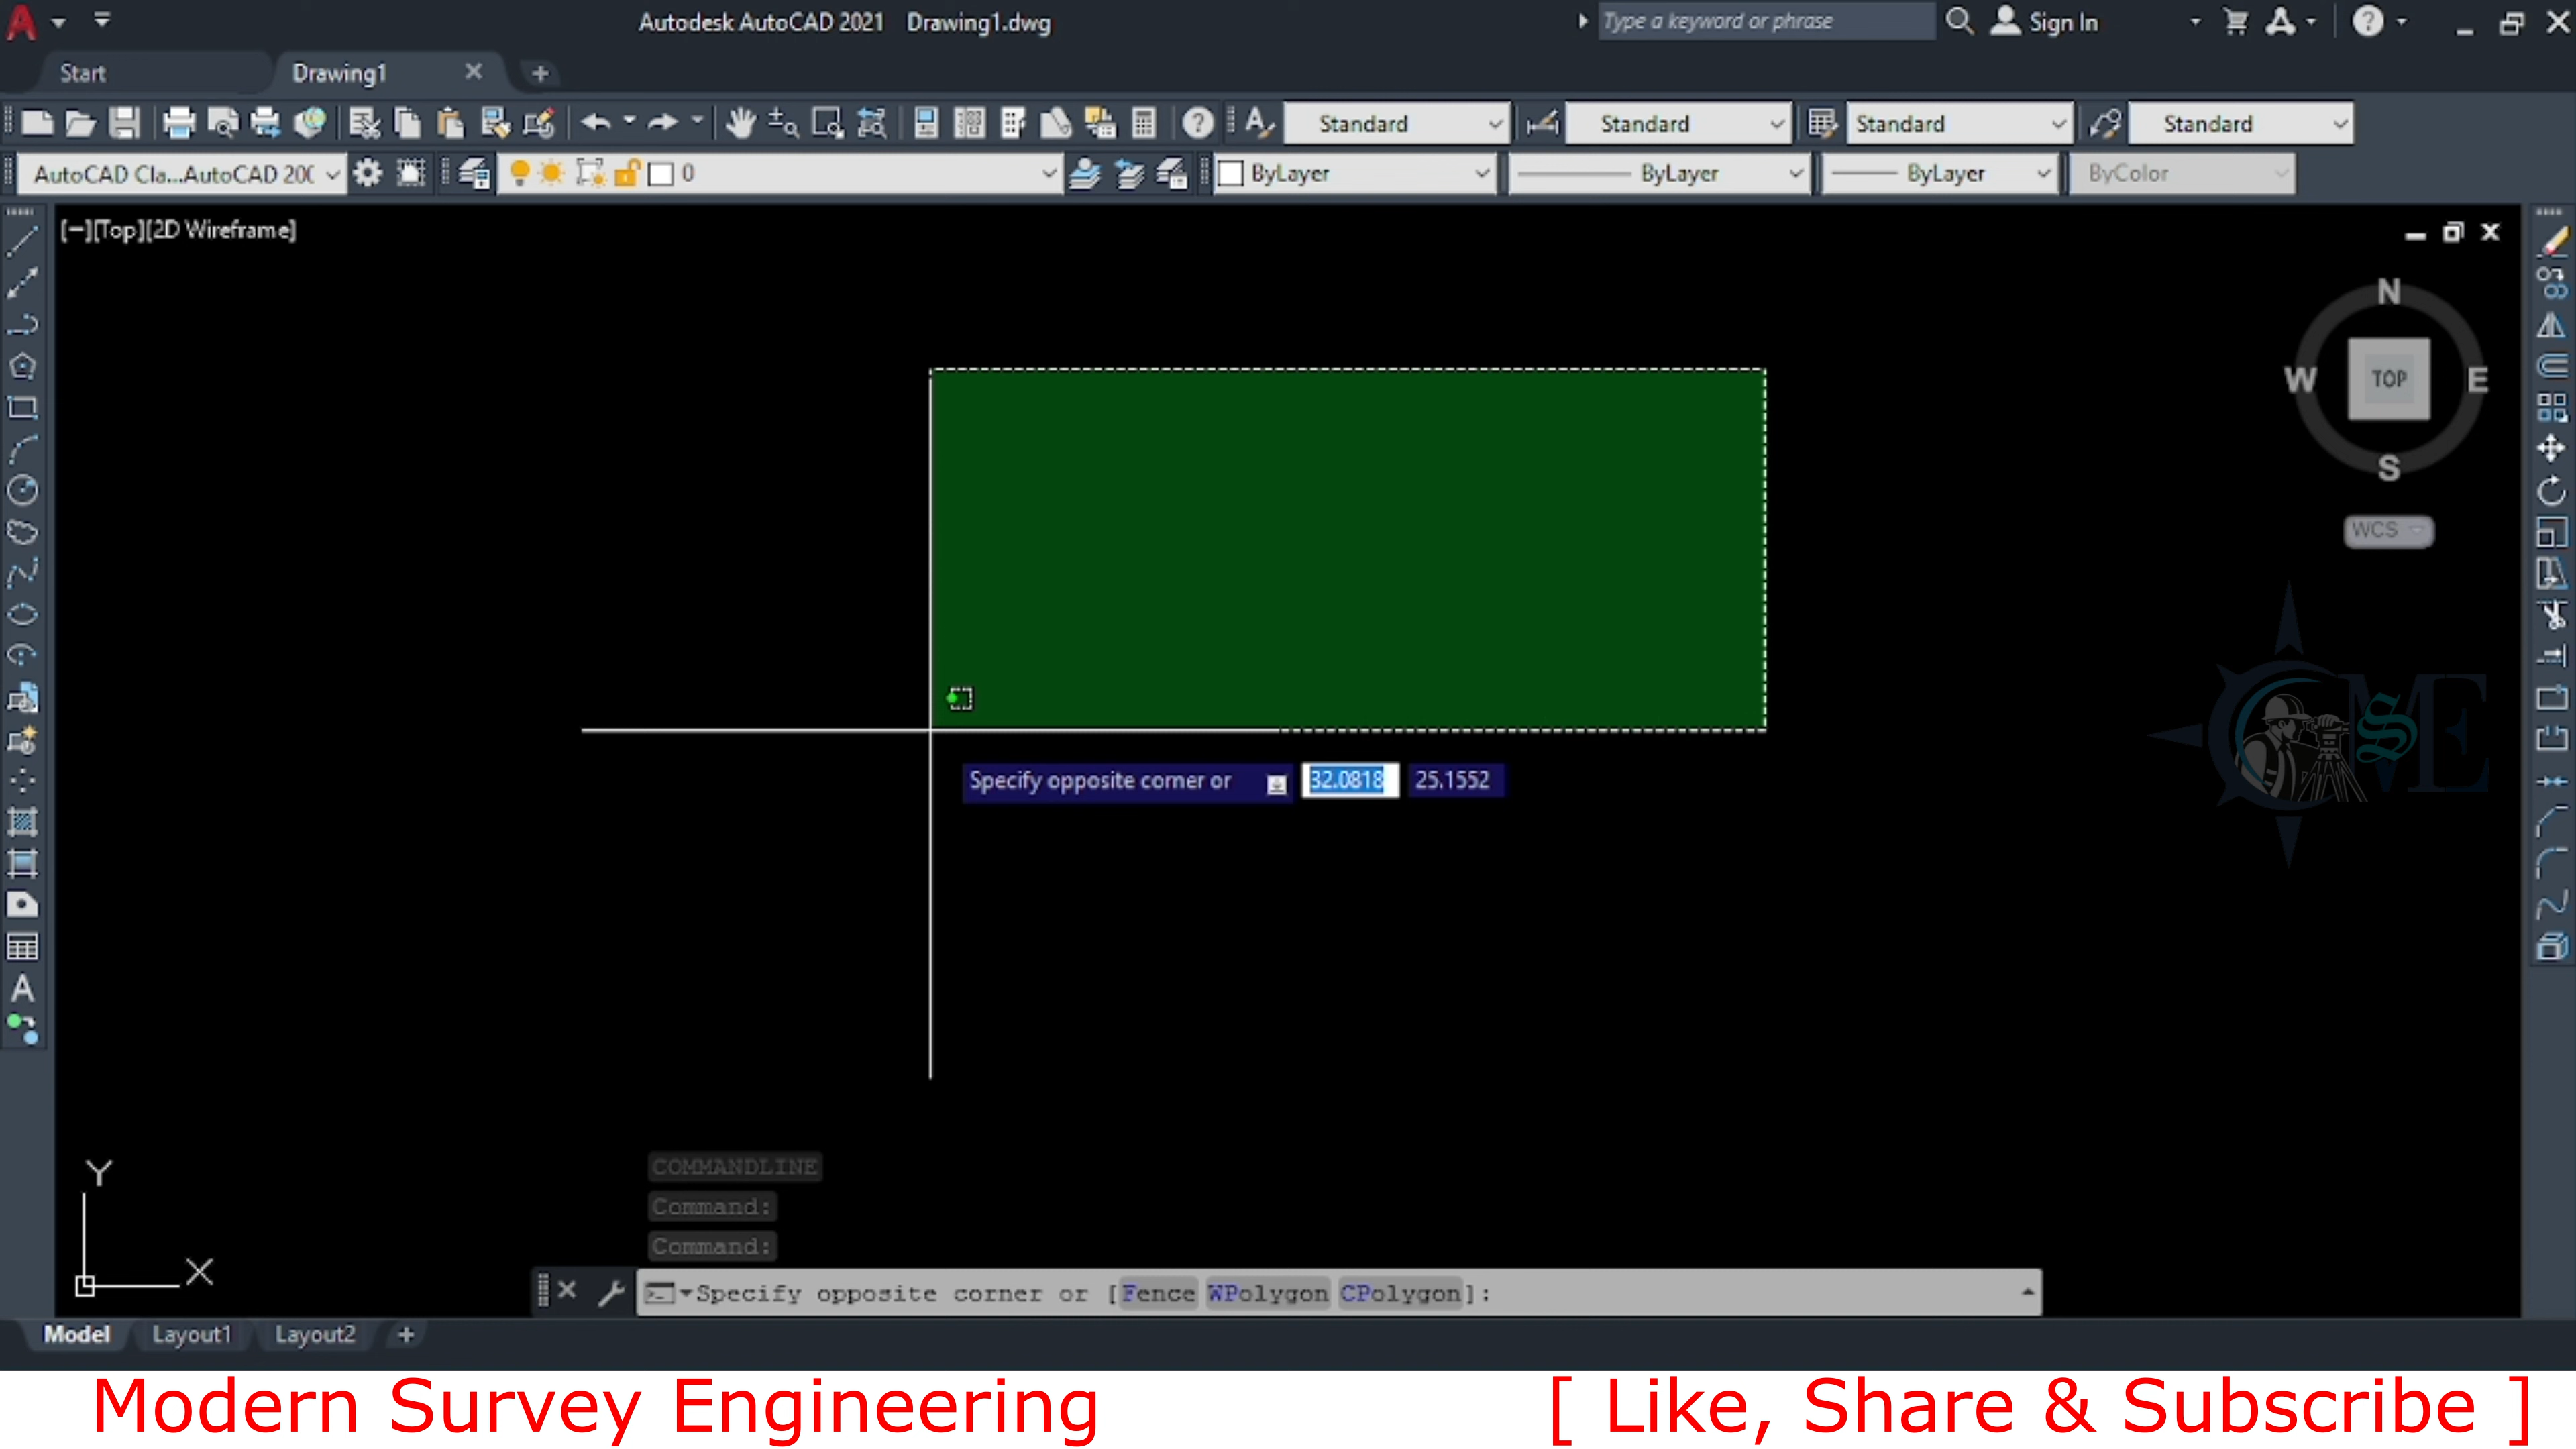 Autodesk AutoCAD 2021 Drawing1.dwg
Type a keyword or phrase
Sign In
Start
Drawing1
Standard
Standard
Standard
Standard
AutoCAD Cla...AutoCAD 200
0
ByLayer
ByLayer
ByLayer
ByColor
[−][Top][2D Wireframe]
N
W
TOP
E
S
WCS
MSE
Specify opposite corner or
32.0818
25.1552
Y
X
COMMANDLINE
Command:
Command:
Specify opposite corner or [Fence WPolygon CPolygon]:
Model
Layout1
Layout2
Modern Survey Engineering
[ Like, Share & Subscribe ]